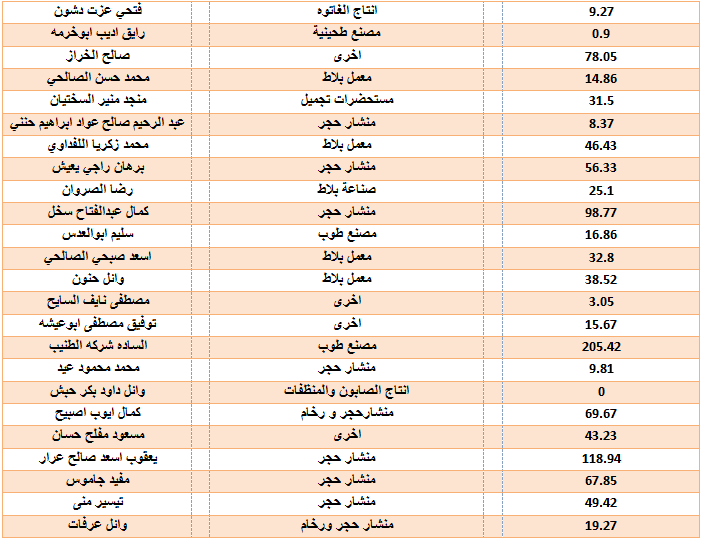 فتحي عزت دشون انتاج الغاتوه 9.27
رايق اديب ابوخرمه مصنع طحينية 0.9
صالح الخراز اخرى 78.05
محمد حسن الصالحي معمل بلاط 14.86
منجد منير السختيان مستحضرات تجميل 31.5
عبد الرحيم صالح عواد ابراهيم حنني منشار حجر 8.37
محمد زكريا اللفداوي معمل بلاط 46.43
برهان راجي يعيش منشار حجر 56.33
رضا الصروان صناعة بلاط 25.1
كمال عبدالفتاح سخل منشار حجر 98.77
سليم ابوالعدس مصنع طوب 16.86
اسعد صبحي الصالحي معمل بلاط 32.8
وائل حنون معمل بلاط 38.52
مصطفى نايف السايح اخرى 3.05
توفيق مصطفى ابوعيشه اخرى 15.67
الساده شركه الطنيب مصنع طوب 205.42
محمد محمود عيد منشار حجر 9.81
وائل داود بكر حبش انتاج الصابون والمنظفات 0
كمال ايوب اصبيح منشارحجر و رخام 69.67
مسعود مفلح حسان اخرى 43.23
يعقوب اسعد صالح عرار منشار حجر 118.94
مفيد جاموس منشار حجر 67.85
تيسير منى منشار حجر 49.42
وائل عرفات منشار حجر ورخام 19.27